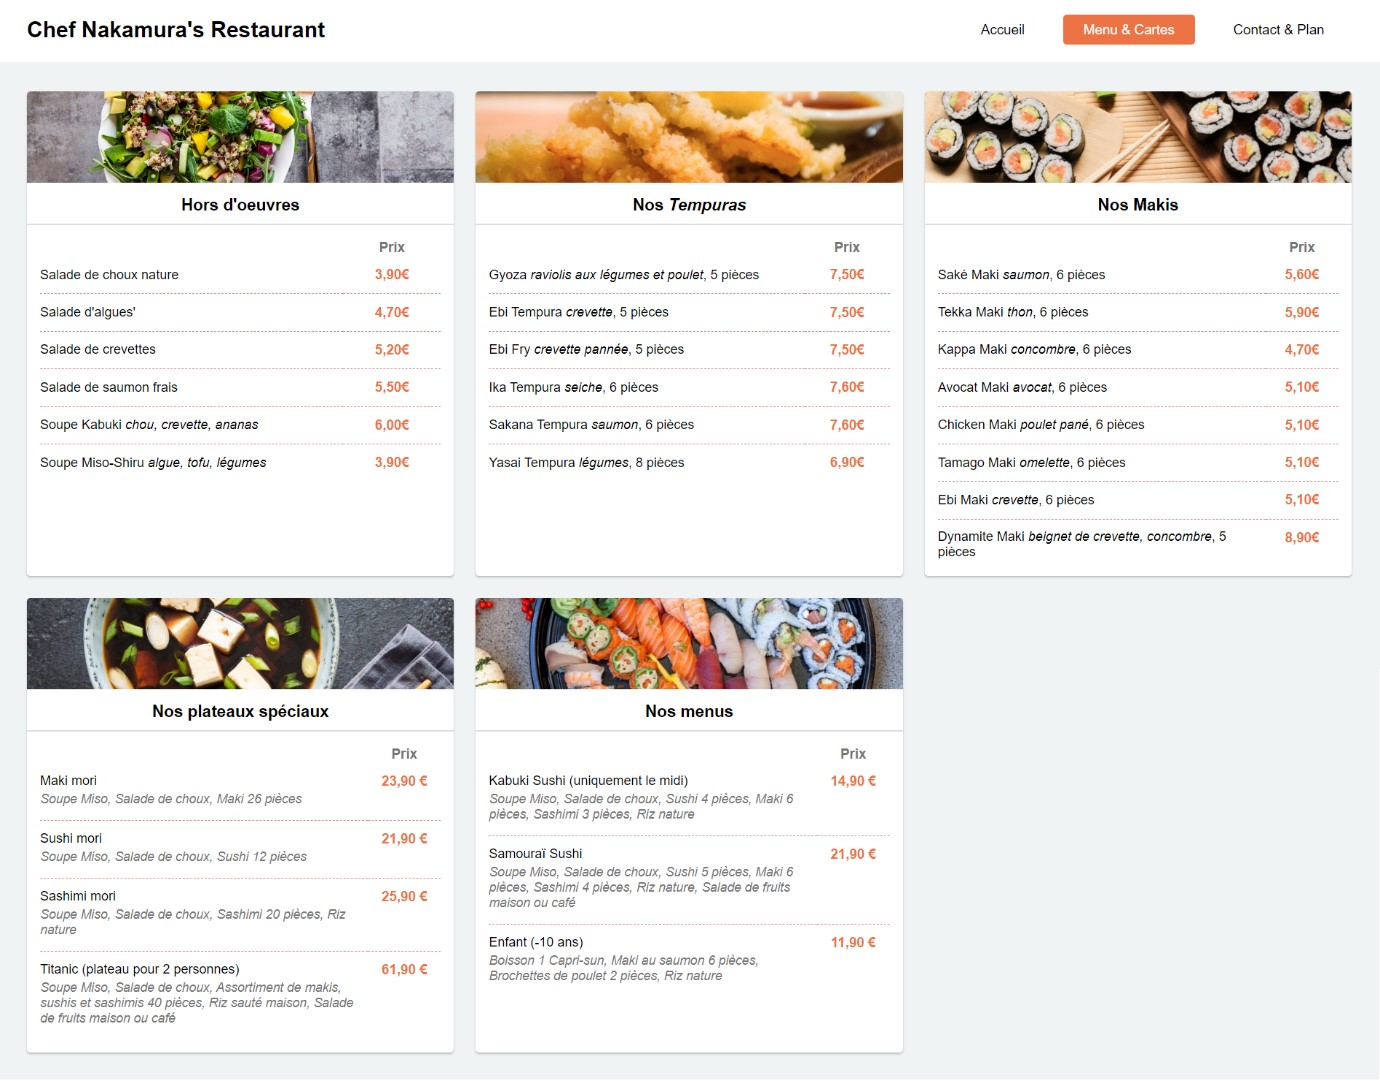 Chef Nakamura's Restaurant
Accueil
Menu & Cartes
Contact & Plan
Hors d'oeuvres
Prix
Salade de choux nature 3,90€
Salade d'algues' 4,70€
Salade de crevettes 5,20€
Salade de saumon frais 5,50€
Soupe Kabuki chou, crevette, ananas 6,00€
Soupe Miso-Shiru algue, tofu, légumes 3,90€
Nos Tempuras
Prix
Gyoza raviolis aux légumes et poulet, 5 pièces 7,50€
Ebi Tempura crevette, 5 pièces 7,50€
Ebi Fry crevette pannée, 5 pièces 7,50€
Ika Tempura seiche, 6 pièces 7,60€
Sakana Tempura saumon, 6 pièces 7,60€
Yasai Tempura légumes, 8 pièces 6,90€
Nos Makis
Prix
Saké Maki saumon, 6 pièces 5,60€
Tekka Maki thon, 6 pièces 5,90€
Kappa Maki concombre, 6 pièces 4,70€
Avocat Maki avocat, 6 pièces 5,10€
Chicken Maki poulet pané, 6 pièces 5,10€
Tamago Maki omelette, 6 pièces 5,10€
Ebi Maki crevette, 6 pièces 5,10€
Dynamite Maki beignet de crevette, concombre, 5 8,90€
pièces
Nos plateaux spéciaux
Prix
Maki mori 23,90 €
Soupe Miso, Salade de choux, Maki 26 pièces
Sushi mori 21,90 €
Soupe Miso, Salade de choux, Sushi 12 pièces
Sashimi mori 25,90 €
Soupe Miso, Salade de choux, Sashimi 20 pièces, Riz
nature
Titanic (plateau pour 2 personnes) 61,90 €
Soupe Miso, Salade de choux, Assortiment de makis,
sushis et sashimis 40 pièces, Riz sauté maison, Salade
de fruits maison ou café
Nos menus
Prix
Kabuki Sushi (uniquement le midi) 14,90 €
Soupe Miso, Salade de choux, Sushi 4 pièces, Maki 6
pièces, Sashimi 3 pièces, Riz nature
Samouraï Sushi 21,90 €
Soupe Miso, Salade de choux, Sushi 5 pièces, Maki 6
pièces, Sashimi 4 pièces, Riz nature, Salade de fruits
maison ou café
Enfant (-10 ans) 11,90 €
Boisson 1 Capri-sun, Maki au saumon 6 pièces,
Brochettes de poulet 2 pièces, Riz nature